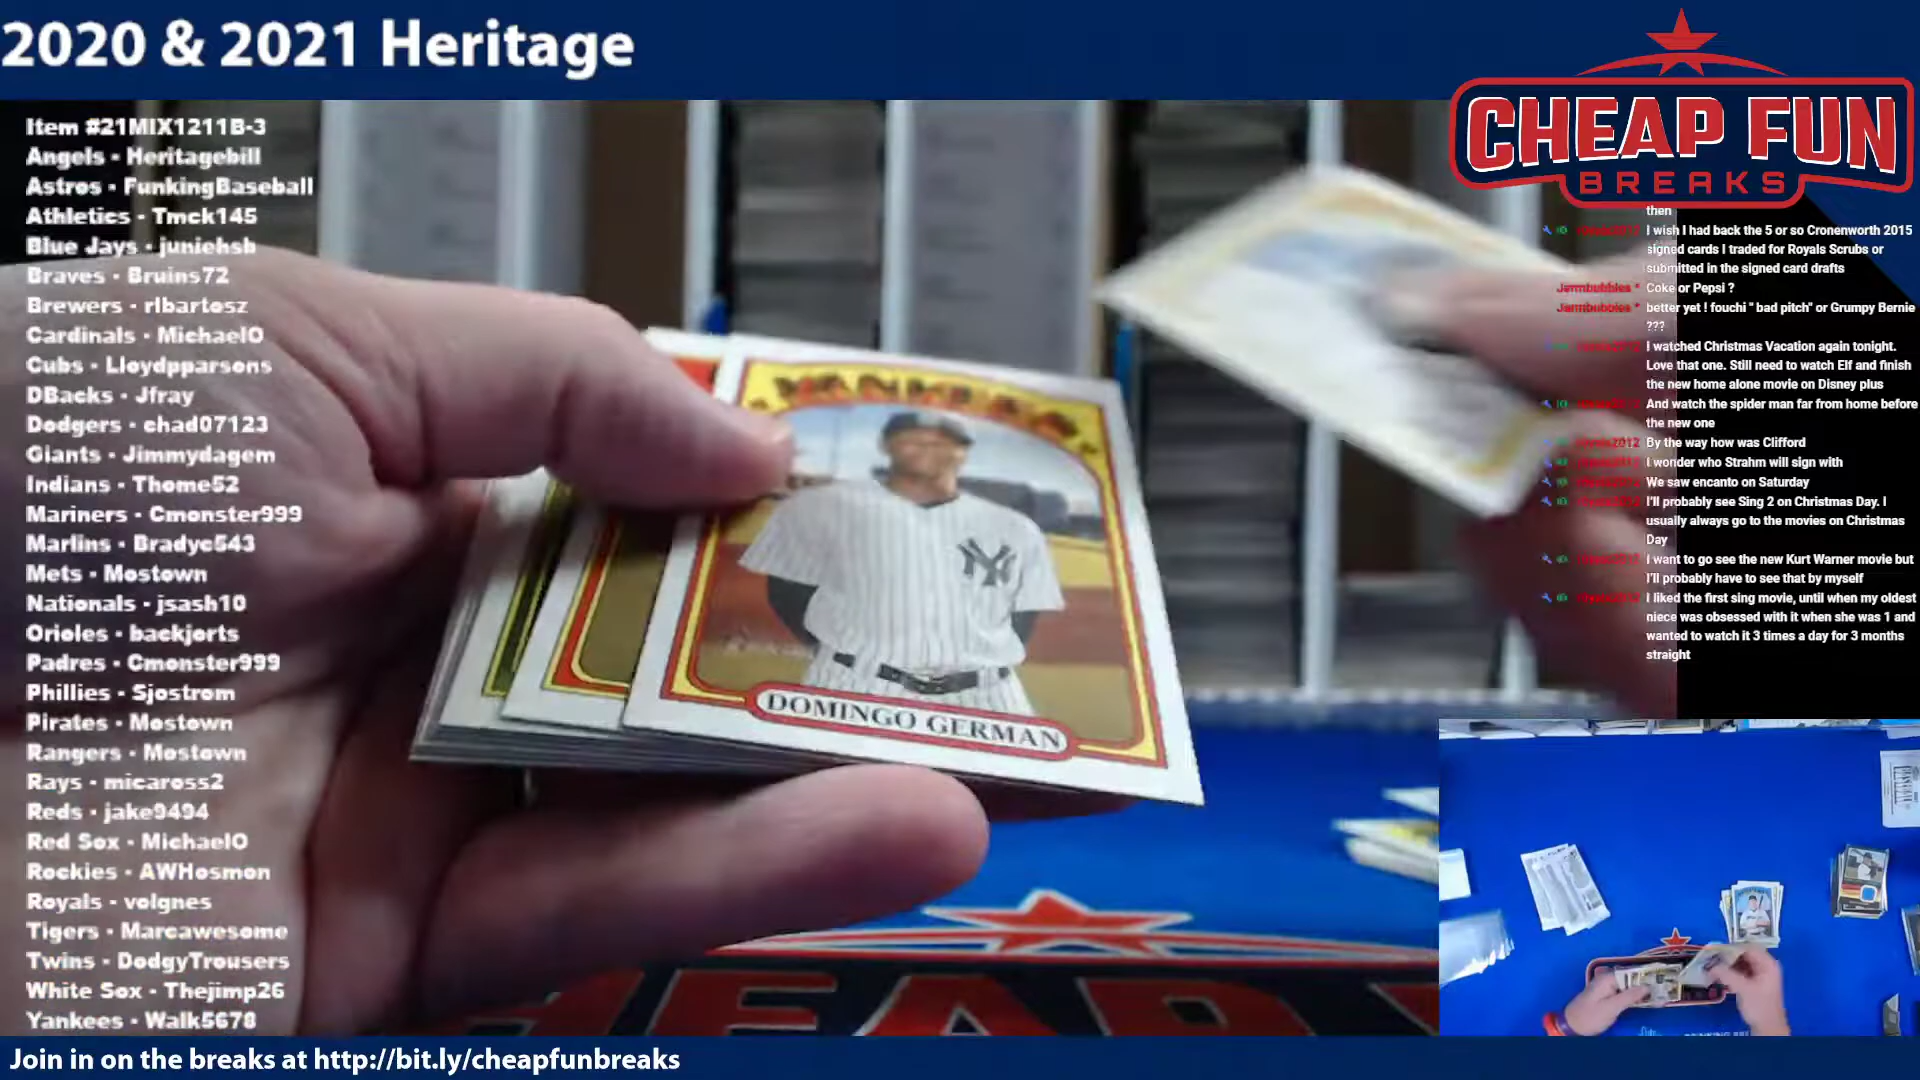 2020 & 2021 Heritage
CHEAP FUN
BREAKS
Item #21MIX1211B-3
Angels - Heritagebill
Astros - FunkingBaseball
Athletics - Tmck145
Blue Jays - juniehsb
Braves - Bruins72
Brewers - rlbartosz
Cardinals - MichaelO
Cubs - Lloydpparsons
DBacks - Jfray
Dodgers - chad07123
Giants - Jimmydagem
Indians - Thome52
Mariners - Cmonster999
Marlins - Bradyc543
Mets - Mostown
Nationals - jsash10
Orioles - backjorts
Padres - Cmonster999
Phillies - Sjostrom
Pirates - Mostown
Rangers - Mostown
Rays - micaross2
Reds - jake9494
Red Sox - MichaelO
Rockies - AWHosmon
Royals - volgnes
Tigers - Marcawesome
Twins - DodgyTrousers
White Sox - Thejimp26
Yankees - Walk5678
YANKEES
NY
DOMINGO GERMAN
then
I wish I had back the 5 or so Cronenworth 2015
signed cards I traded for Royals Scrubs or
submitted in the signed card drafts
Jermbubbles * Coke or Pepsi ?
Jermbubbles * better yet ! fouchi " bad pitch" or Grumpy Bernie
???
I watched Christmas Vacation again tonight.
Love that one. Still need to watch Elf and finish
the new home alone movie on Disney plus
And watch the spider man far from home before
the new one
By the way how was Clifford
I wonder who Strahm will sign with
We saw encanto on Saturday
I'll probably see Sing 2 on Christmas Day. I
usually always go to the movies on Christmas
Day
I want to go see the new Kurt Warner movie but
I'll probably have to see that by myself
I liked the first sing movie, until when my oldest
niece was obsessed with it when she was 1 and
wanted to watch it 3 times a day for 3 months
straight
Join in on the breaks at http://bit.ly/cheapfunbreaks